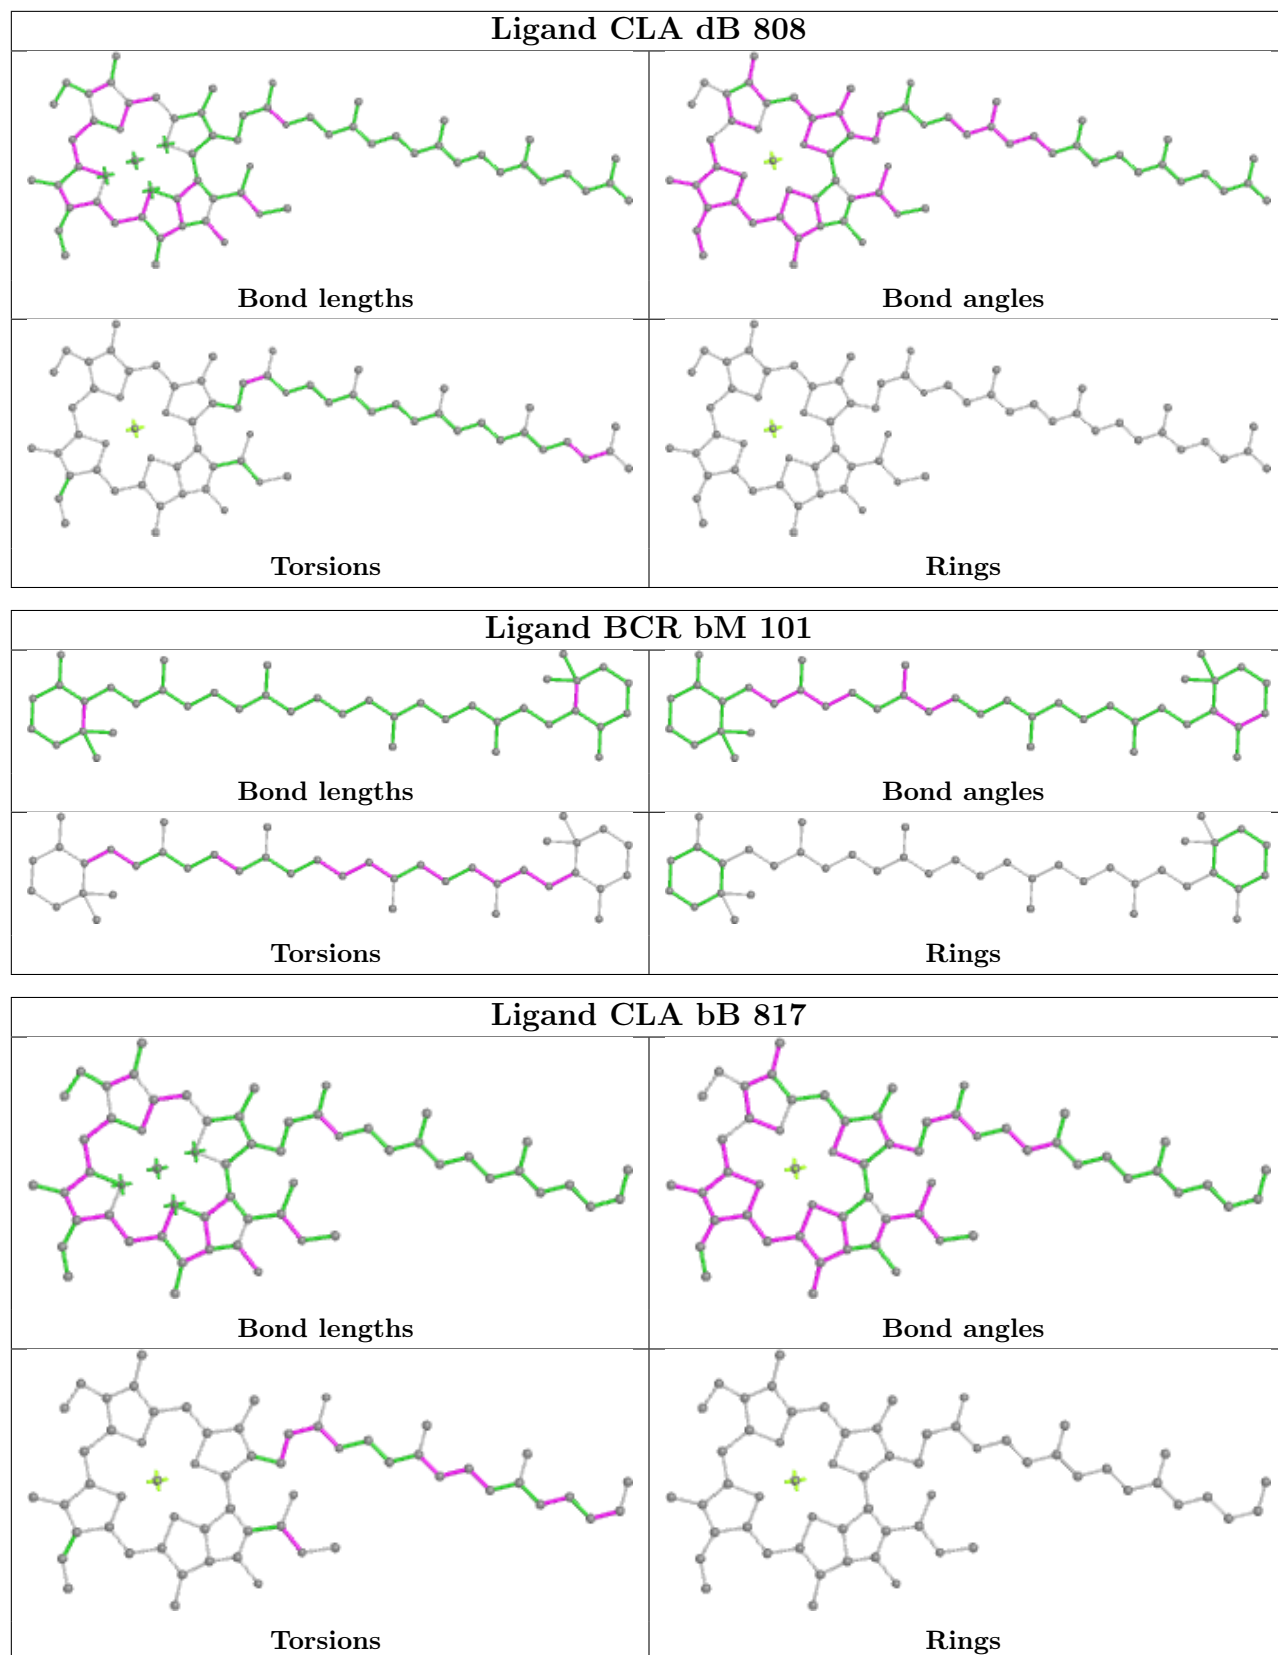 Ligand CLA dB 808
Bond lengths
Bond angles
Torsions
Rings
Ligand BCR bM 101
Bond lengths
Bond angles
Torsions
Rings
Ligand CLA bB 817
Bond lengths
Bond angles
Torsions
Rings